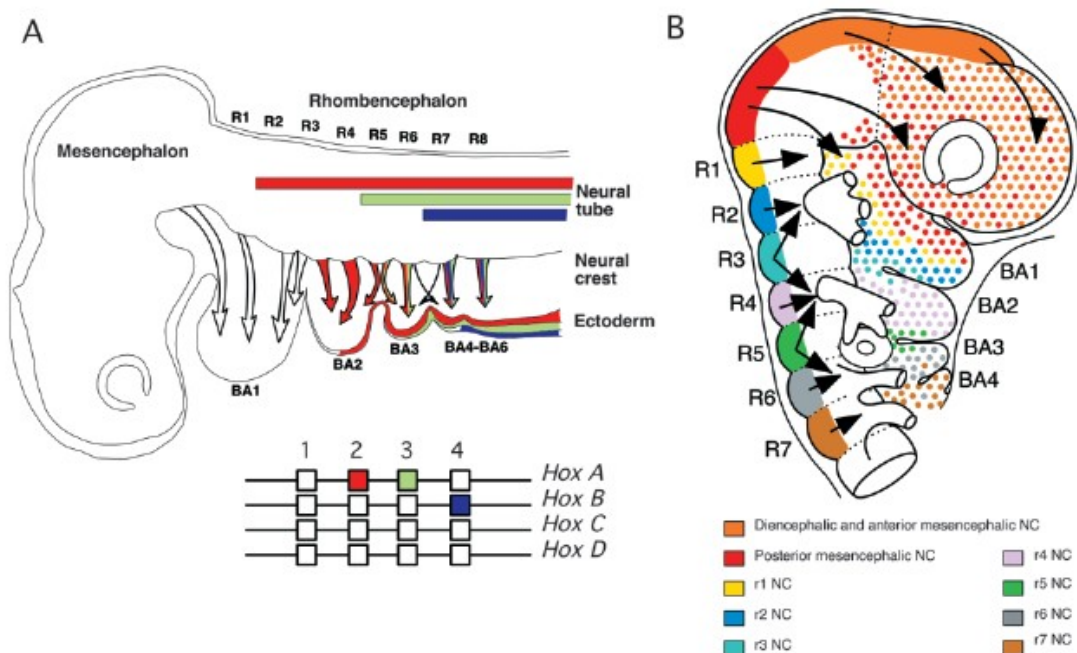 A
Rhombencephalon
R1 R2 R3 R4 R5 R6 R7 R8
Mesencephalon
Neural
tube
Neural
crest
Ectoderm
BA1
BA2
BA3
BA4-BA6
1 2 3 4
Hox A
Hox B
Hox C
Hox D
B
R1
R2
R3
R4
R5
R6
R7
BA1
BA2
BA3
BA4
Diencephalic and anterior mesencephalic NC
Posterior mesencephalic NC
r1 NC
r2 NC
r3 NC
r4 NC
r5 NC
r6 NC
r7 NC